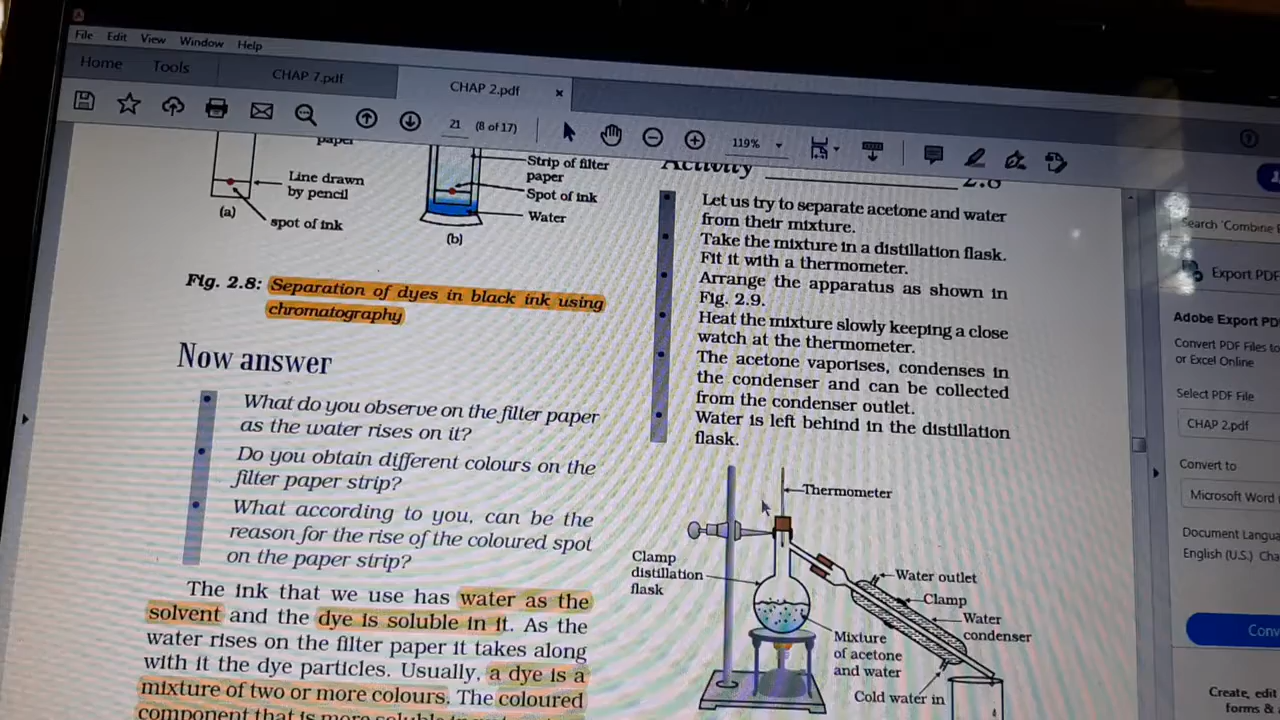 File Edit View Window Help
Home Tools CHAP 7.pdf CHAP 2.pdf ×
21 (8 of 17) 119%
paper
Line drawn
by pencil
(a)
spot of ink
Strip of filter
paper
Spot of ink
Water
(b)
Fig. 2.8: Separation of dyes in black ink using
chromatography
Now answer
• What do you observe on the filter paper
as the water rises on it?
• Do you obtain different colours on the
filter paper strip?
• What according to you, can be the
reason for the rise of the coloured spot
on the paper strip?
The ink that we use has water as the
solvent and the dye is soluble in it. As the
water rises on the filter paper it takes along
with it the dye particles. Usually, a dye is a
mixture of two or more colours. The coloured
component that is more soluble in
Activity
• Let us try to separate acetone and water
from their mixture.
• Take the mixture in a distillation flask.
Fit it with a thermometer.
• Arrange the apparatus as shown in
Fig. 2.9.
• Heat the mixture slowly keeping a close
watch at the thermometer.
• The acetone vaporises, condenses in
the condenser and can be collected
from the condenser outlet.
• Water is left behind in the distillation
flask.
Thermometer
Clamp
distillation
flask
Water outlet
Clamp
Water
condenser
Mixture
of acetone
and water
Cold water in
Search 'Combine
Export PDF
Adobe Export PD
Convert PDF Files to
or Excel Online
Select PDF File
CHAP 2.pdf
Convert to
Microsoft Word
Document Langua
English (U.S.) Cha
Conv
Create, edit
forms &